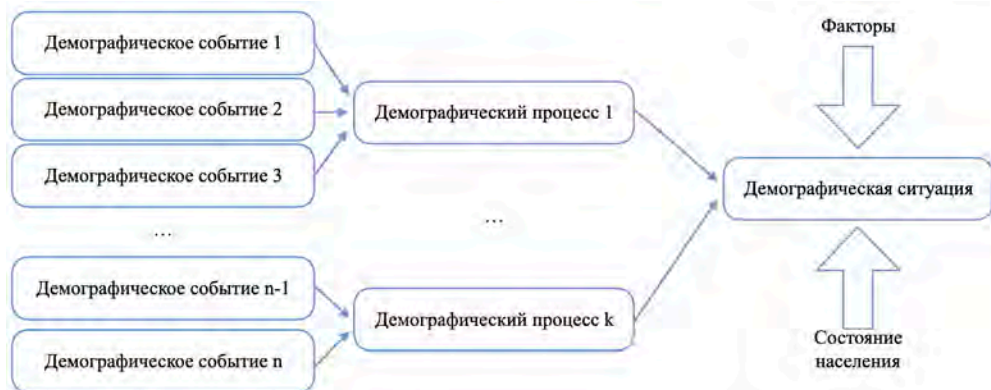 Демографическое событие 1
Демографическое событие 2
Демографическое событие 3
...
Демографическое событие n-1
Демографическое событие n
Демографический процесс 1
...
Демографический процесс k
Факторы
Демографическая ситуация
Состояние
населения